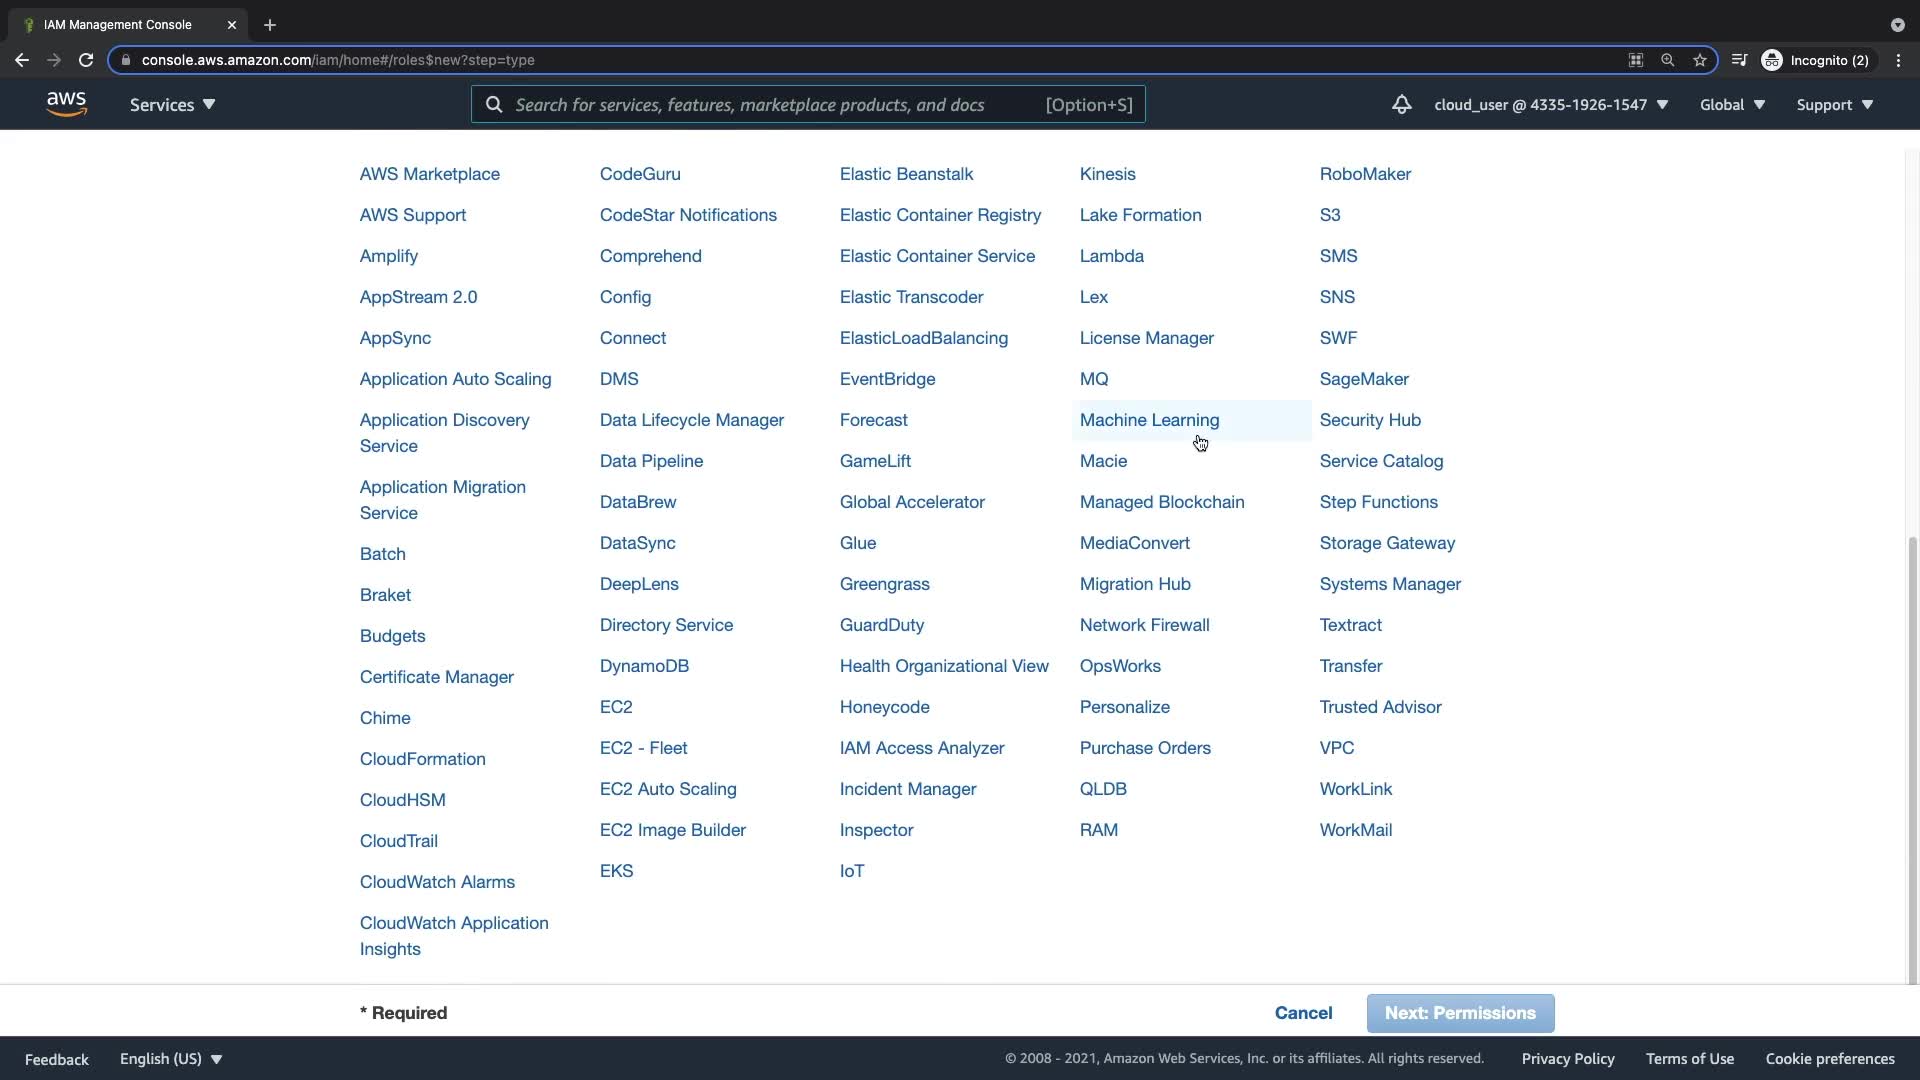 IAM Management Console
console.aws.amazon.com/iam/home#/roles$new?step=type
Incognito (2)
aws
Services
Search for services, features, marketplace products, and docs [Option+S]
cloud_user @ 4335-1926-1547
Global
Support
AWS Marketplace
AWS Support
Amplify
AppStream 2.0
AppSync
Application Auto Scaling
Application Discovery
Service
Application Migration
Service
Batch
Braket
Budgets
Certificate Manager
Chime
CloudFormation
CloudHSM
CloudTrail
CloudWatch Alarms
CloudWatch Application
Insights
CodeGuru
CodeStar Notifications
Comprehend
Config
Connect
DMS
Data Lifecycle Manager
Data Pipeline
DataBrew
DataSync
DeepLens
Directory Service
DynamoDB
EC2
EC2 - Fleet
EC2 Auto Scaling
EC2 Image Builder
EKS
Elastic Beanstalk
Elastic Container Registry
Elastic Container Service
Elastic Transcoder
ElasticLoadBalancing
EventBridge
Forecast
GameLift
Global Accelerator
Glue
Greengrass
GuardDuty
Health Organizational View
Honeycode
IAM Access Analyzer
Incident Manager
Inspector
IoT
Kinesis
Lake Formation
Lambda
Lex
License Manager
MQ
Machine Learning
Macie
Managed Blockchain
MediaConvert
Migration Hub
Network Firewall
OpsWorks
Personalize
Purchase Orders
QLDB
RAM
RoboMaker
S3
SMS
SNS
SWF
SageMaker
Security Hub
Service Catalog
Step Functions
Storage Gateway
Systems Manager
Textract
Transfer
Trusted Advisor
VPC
WorkLink
WorkMail
* Required
Cancel
Next: Permissions
Feedback
English (US)
© 2008 - 2021, Amazon Web Services, Inc. or its affiliates. All rights reserved.
Privacy Policy
Terms of Use
Cookie preferences